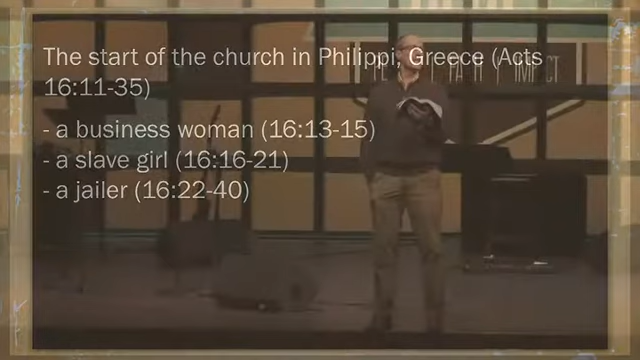 The start of the church in Philippi, Greece (Acts
16:11-35)
- a business woman (16:13-15)
- a slave girl (16:16-21)
- a jailer (16:22-40)